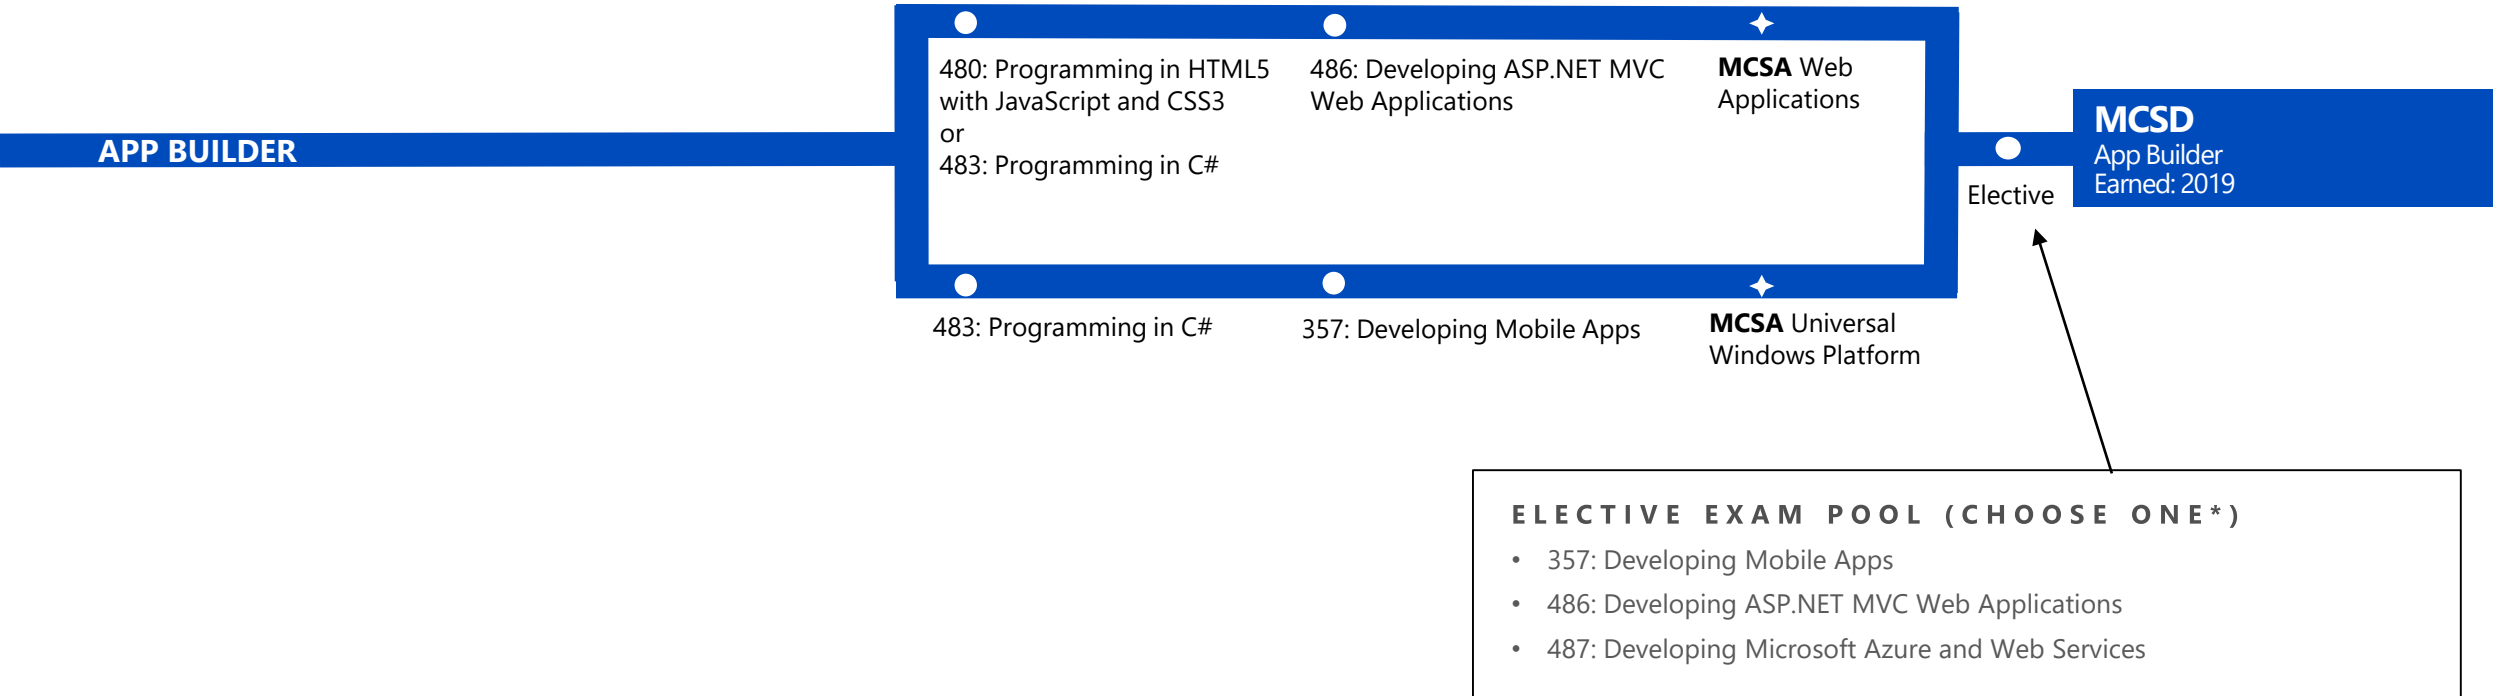 APP BUILDER
480: Programming in HTML5
with JavaScript and CSS3
or
483: Programming in C#
486: Developing ASP.NET MVC
Web Applications
MCSA Web
Applications
MCSD
App Builder
Earned: 2019
Elective
483: Programming in C#
357: Developing Mobile Apps
MCSA Universal
Windows Platform
ELECTIVE EXAM POOL (CHOOSE ONE*)
• 357: Developing Mobile Apps
• 486: Developing ASP.NET MVC Web Applications
• 487: Developing Microsoft Azure and Web Services